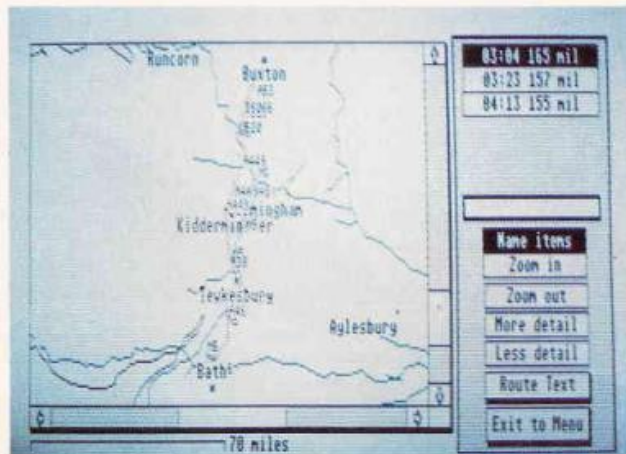 Runcorn
Buxton
Kidderminster
Tewkesbury
Aylesbury
Bath
70 miles
03:04 165 mil
03:23 157 mil
04:13 155 mil
Name items
Zoom in
Zoom out
More detail
Less detail
Route Text
Exit to Menu